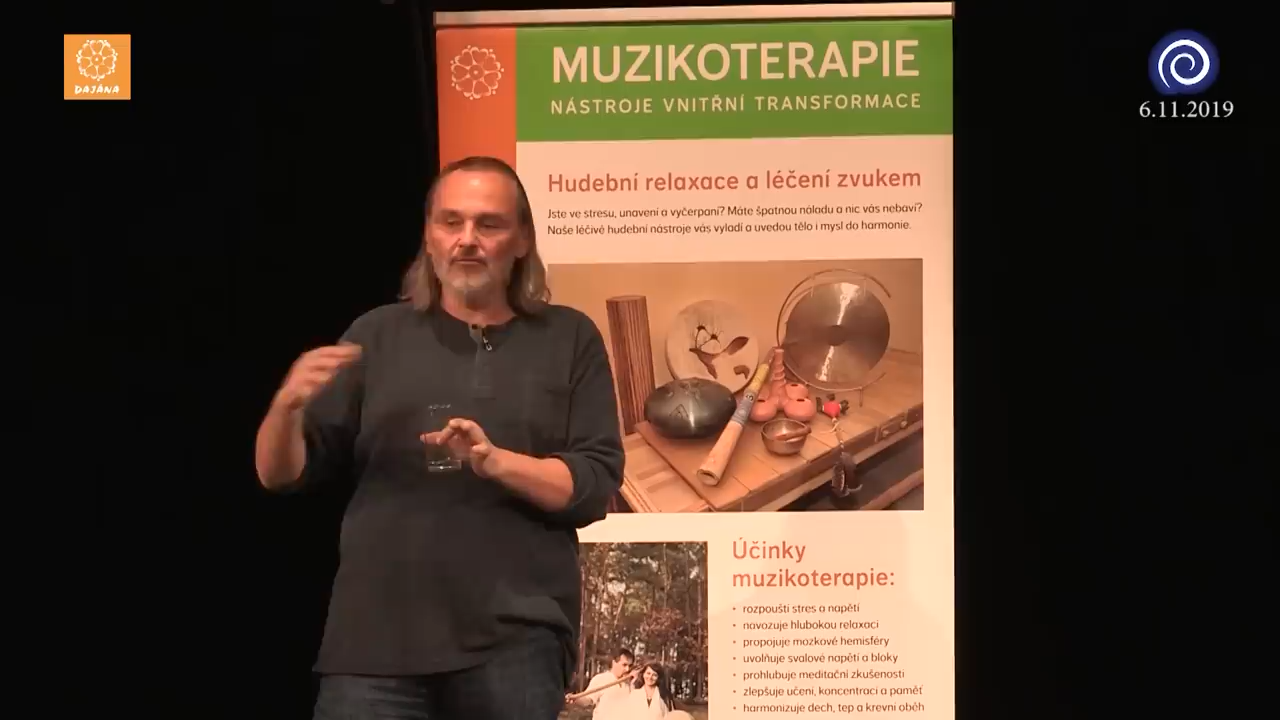 DAJÁNA
6.11.2019
MUZIKOTERAPIE
NÁSTROJE VNITŘNÍ TRANSFORMACE
Hudební relaxace a léčení zvukem
Jste ve stresu, unavení a vyčerpaní? Máte špatnou náladu a nic vás nebaví?
Naše léčivé hudební nástroje vás vyladí a uvedou tělo i mysl do harmonie.
Účinky
muzikoterapie:
• rozpouští stres a napětí
• navozuje hlubokou relaxaci
• propojuje mozkové hemisféry
• uvolňuje svalové napětí a bloky
• prohlubuje meditační zkušenosti
• zlepšuje učení, koncentraci a paměť
• harmonizuje dech, tep a krevní oběh